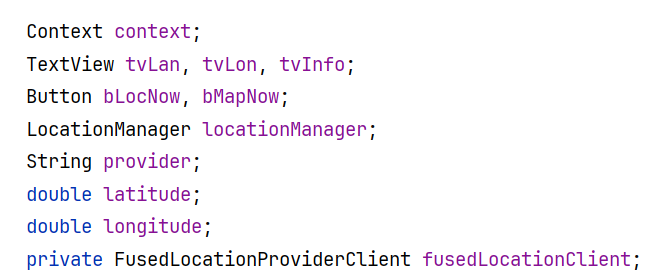 Context context;
TextView tvLan, tvLon, tvInfo;
Button bLocNow, bMapNow;
LocationManager locationManager;
String provider;
double latitude;
double longitude;
private FusedLocationProviderClient fusedLocationClient;